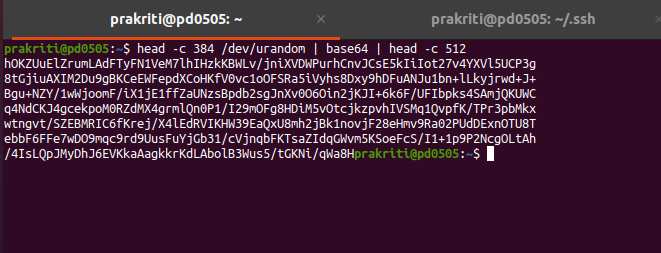 prakriti@pd0505: ~
prakriti@pd0505: ~/.ssh
prakriti@pd0505:~$ head -c 384 /dev/urandom | base64 | head -c 512
hOKZUuElZrumLAdFTyFN1VeM7lhIHzkKBWLv/jniXVDWPurhCnvJCsE5kIiIot27v4YXVl5UCP3g
8tGjiuAXIM2Du9gBKCeEWFepdXCoHKfV0vc1oOFSRa5iVyhs8Dxy9hDFuANJu1bn+lLkyjrwd+J+
Bgu+NZY/1wWjoomF/iX1jE1ffZaUNzsBpdb2sgJnXv0O6Oin2jKJI+6k6F/UFIbpks4SAmjQKUWC
q4NdCKJ4gcekpoM0RZdMX4grmlQn0P1/I29mOFg8HDiM5vOtcjkzpvhIVSMq1QvpfK/TPr3pbMkx
wtngvt/SZEBMRIC6fKrej/X4lEdRVIKHW39EaQxU8mh2jBk1novjF28eHmv9Ra02PUdDExnOTU8T
ebbF6FFe7wDO9mqc9rd9UusFuYjGb31/cVjnqbFKTsaZIdqGWvm5KSoeFcS/I1+1p9P2NcgOLtAh
/4IsLQpJMyDhJ6EVKkaAagkkrKdLAbolB3Wus5/tGKNi/qWa8Hprakriti@pd0505:~$